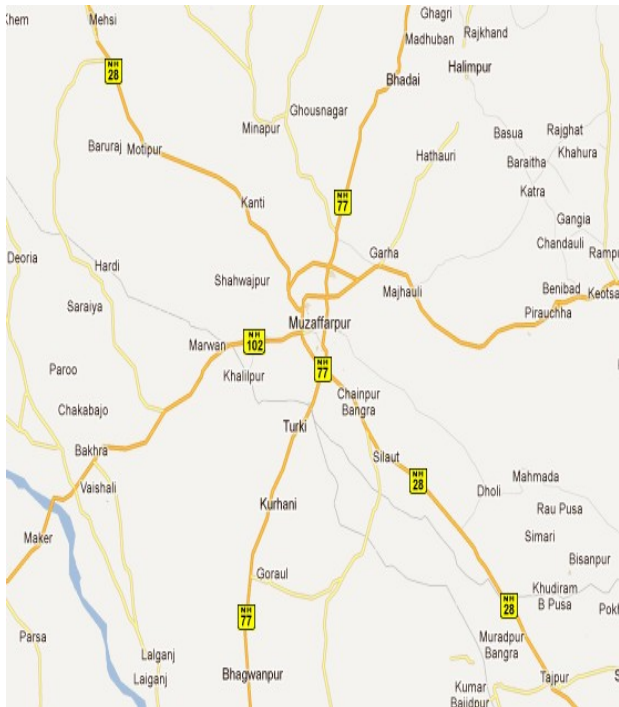 Khem
Mehsi
Ghagri
Madhuban
Rajkhand
NH
28
Bhadai
Halimpur
Ghousnagar
Minapur
Basua
Rajghat
Baruraj
Motipur
Hathauri
Baraitha
Khahura
Katra
Kanti
NH
77
Gangia
Chandauli
Deoria
Hardi
Garha
Rampu
Shahwajpur
Majhauli
Benibad
Keotsa
Saraiya
Pirauchha
Muzaffarpur
Marwan
NH
102
Paroo
Khalilpur
NH
77
Chainpur
Bangra
Chakabajo
Turki
Bakhra
Silaut
NH
28
Mahmada
Vaishali
Dholi
Kurhani
Rau Pusa
Maker
Simari
Bisanpur
Goraul
Khudiram
B Pusa
NH
28
Pokh
NH
77
Parsa
Muradpur
Bangra
Lalganj
Laiganj
Bhagwanpur
Tajpur
S
Kumar
Bajidpur